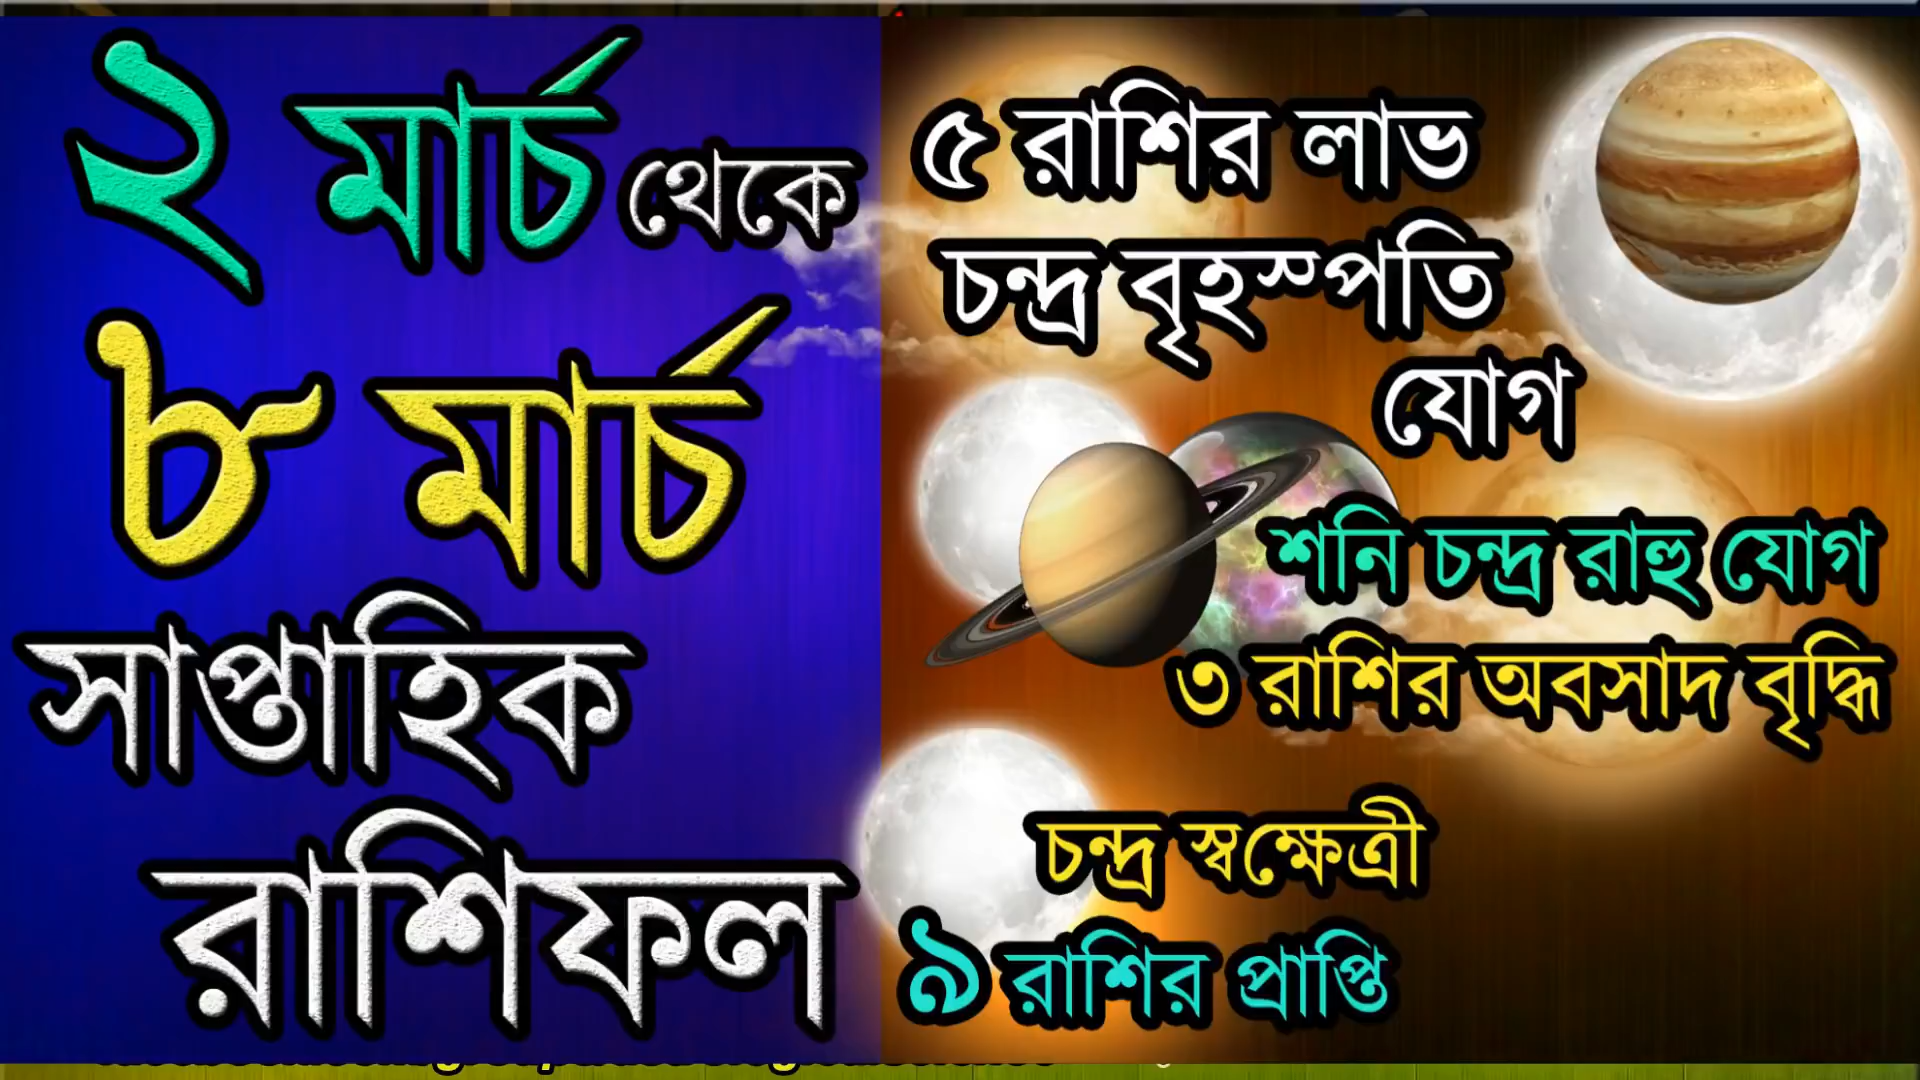 ২ মার্চ থেকে
৮ মার্চ
সাপ্তাহিক
রাশিফল
৫ রাশির লাভ
চন্দ্র বৃহস্পতি
যোগ
শনি চন্দ্র রাহু যোগ
৩ রাশির অবসাদ বৃদ্ধি
চন্দ্র স্বক্ষেত্রী
৯ রাশির প্রাপ্তি